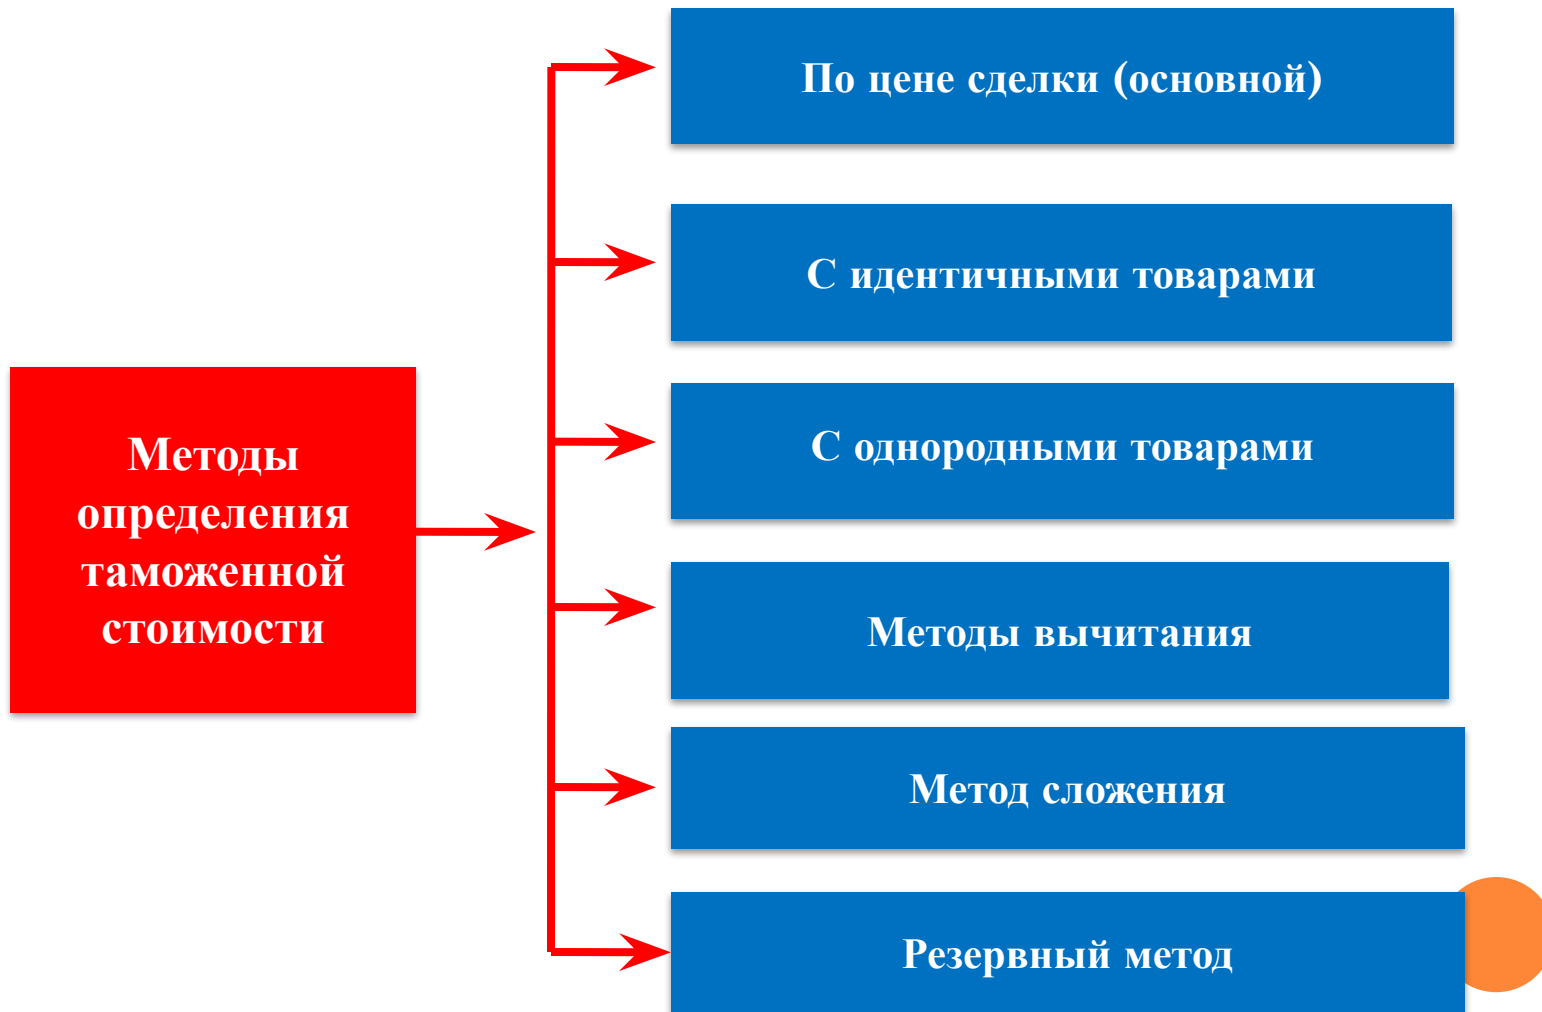 По цене сделки (основной)
С идентичными товарами
С однородными товарами
Методы
определения
таможенной
стоимости
Методы вычитания
Метод сложения
Резервный метод